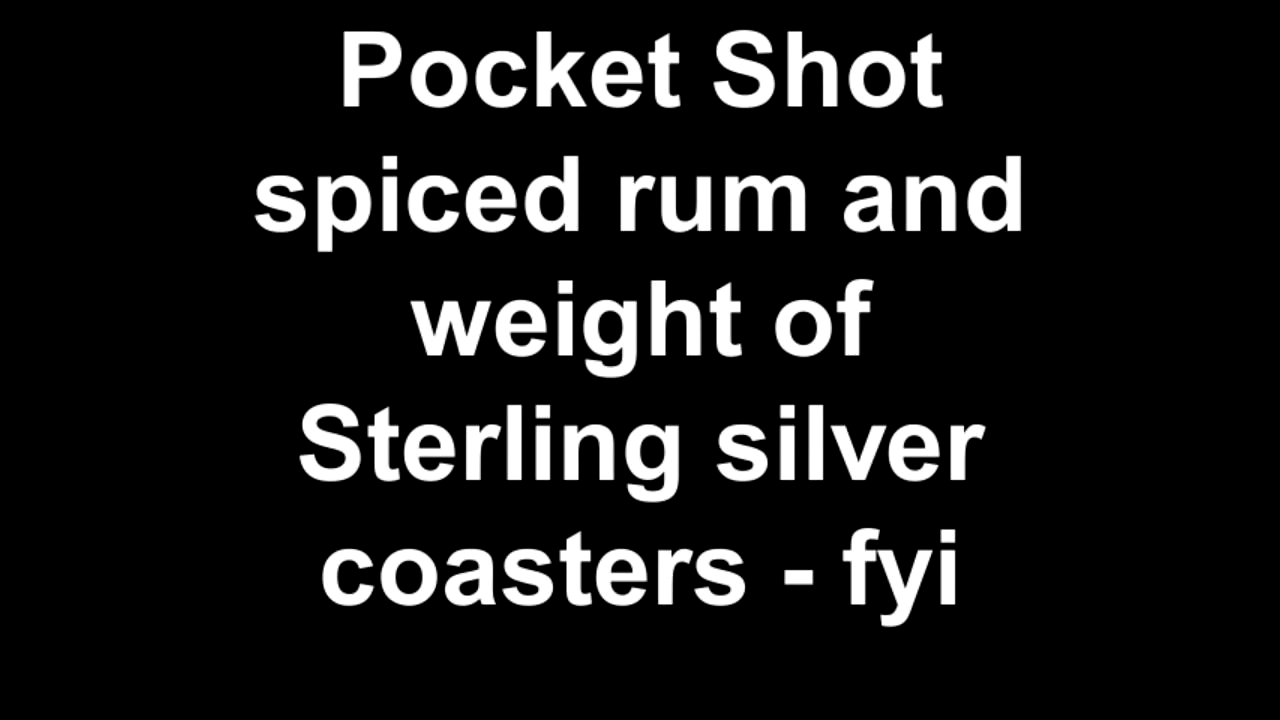 Pocket Shot
spiced rum and
weight of
Sterling silver
coasters - fyi